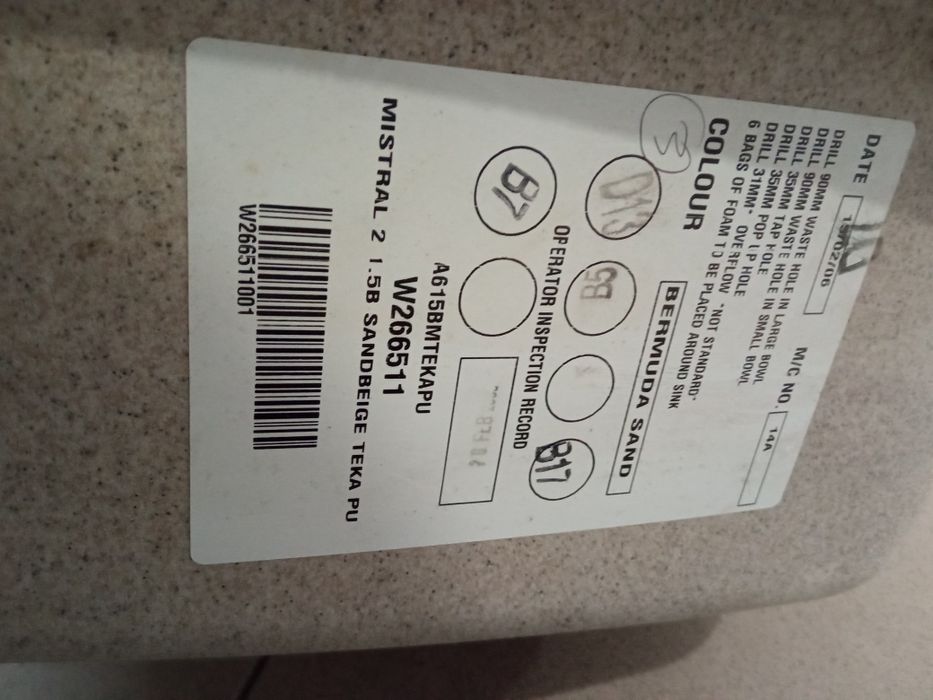 DATE 15/02/06 M/C NO. 14A
DRILL 90MM WASTE HOLE IN LARGE BOWL
DRILL 90MM WASTE HOLE IN SMALL BOWL
DRILL 35MM TAP HOLE
DRILL 35MM POP UP HOLE
DRILL 31MM* OVERFLOW *NOT STANDARD*
6 BAGS OF FOAM TO BE PLACED AROUND SINK
COLOUR BERMUDA SAND
3
D13 B17
OPERATOR INSPECTION RECORD
B7
A615BMTEKAPU
W266511
MISTRAL 2 1.5B SANDBEIGE TEKA PU
W266511001